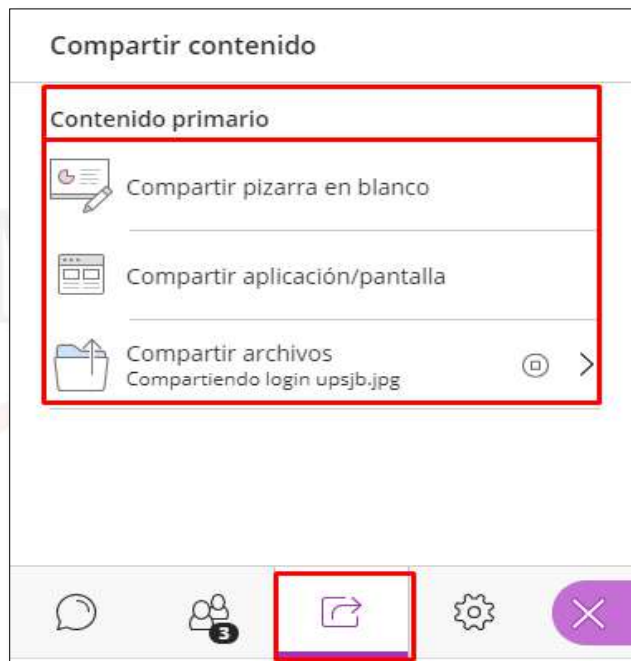 Compartir contenido
Contenido primario
Compartir pizarra en blanco
Compartir aplicación/pantalla
Compartir archivos
Compartiendo login upsjb.jpg
3